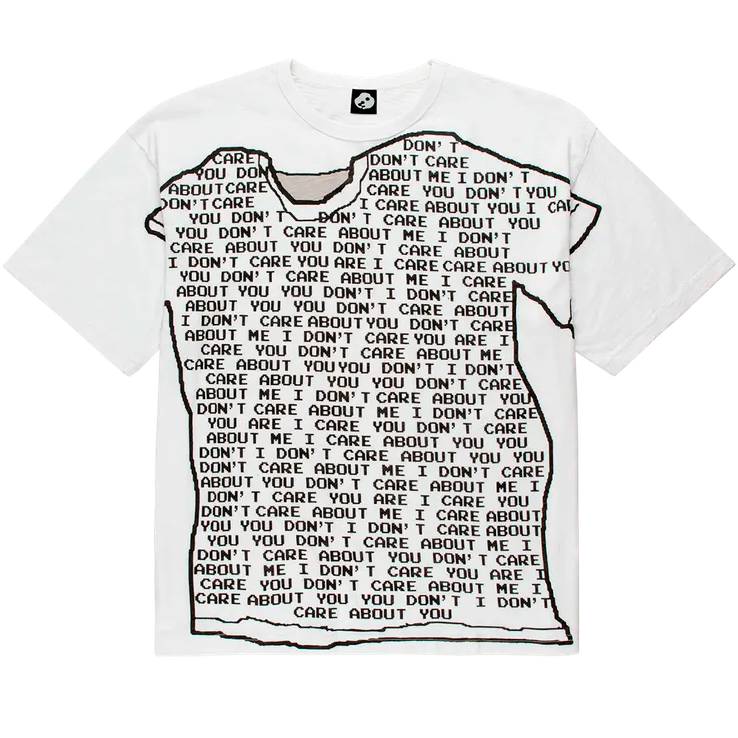 DON' T
CARE DON'T CARE
YOU DON ABOUT ME I DON' T
ABOUT CARE CARE YOU DON' T YOU
DON'T CARE I CARE ABOUT YOU I CA
YOU DON' T DON'T CARE ABOUT YOU
YOU DON'T CARE ABOUT ME I DON'T
CARE ABOUT YOU DON'T CARE ABOUT
I DON'T CARE YOU ARE I CARE CARE ABOUT YO
YOU DON'T CARE ABOUT ME I CARE
ABOUT YOU YOU DON'T I DON'T CARE
ABOUT YOU YOU DON'T CARE ABOUT
I DON'T CARE ABOUT YOU DON'T CARE
ABOUT ME I DON'T CARE YOU ARE I
CARE YOU DON'T CARE ABOUT ME
CARE ABOUT YOU YOU DON'T I DON'T
CARE ABOUT YOU YOU DON'T CARE
ABOUT ME I DON' T CARE ABOUT YOU
DON'T CARE ABOUT ME I DON'T CARE
YOU ARE I CARE YOU DON' T CARE
ABOUT ME I CARE ABOUT YOU YOU
DON'T I DON'T CARE ABOUT YOU YOU
DON'T CARE ABOUT ME I DON'T CARE
ABOUT YOU DON' T CARE ABOUT ME I
DON' T CARE YOU ARE I CARE YOU
DON'T CARE ABOUT ME I CARE ABOUT
YOU YOU DON'T I DON' T CARE ABOUT
YOU YOU DON'T CARE ABOUT ME I
DON'T CARE ABOUT YOU DON'T CARE
ABOUT ME I DON'T CARE YOU ARE I
CARE YOU DON'T CARE ABOUT ME I
CARE ABOUT YOU YOU DON'T I DON'T
CARE ABOUT YOU